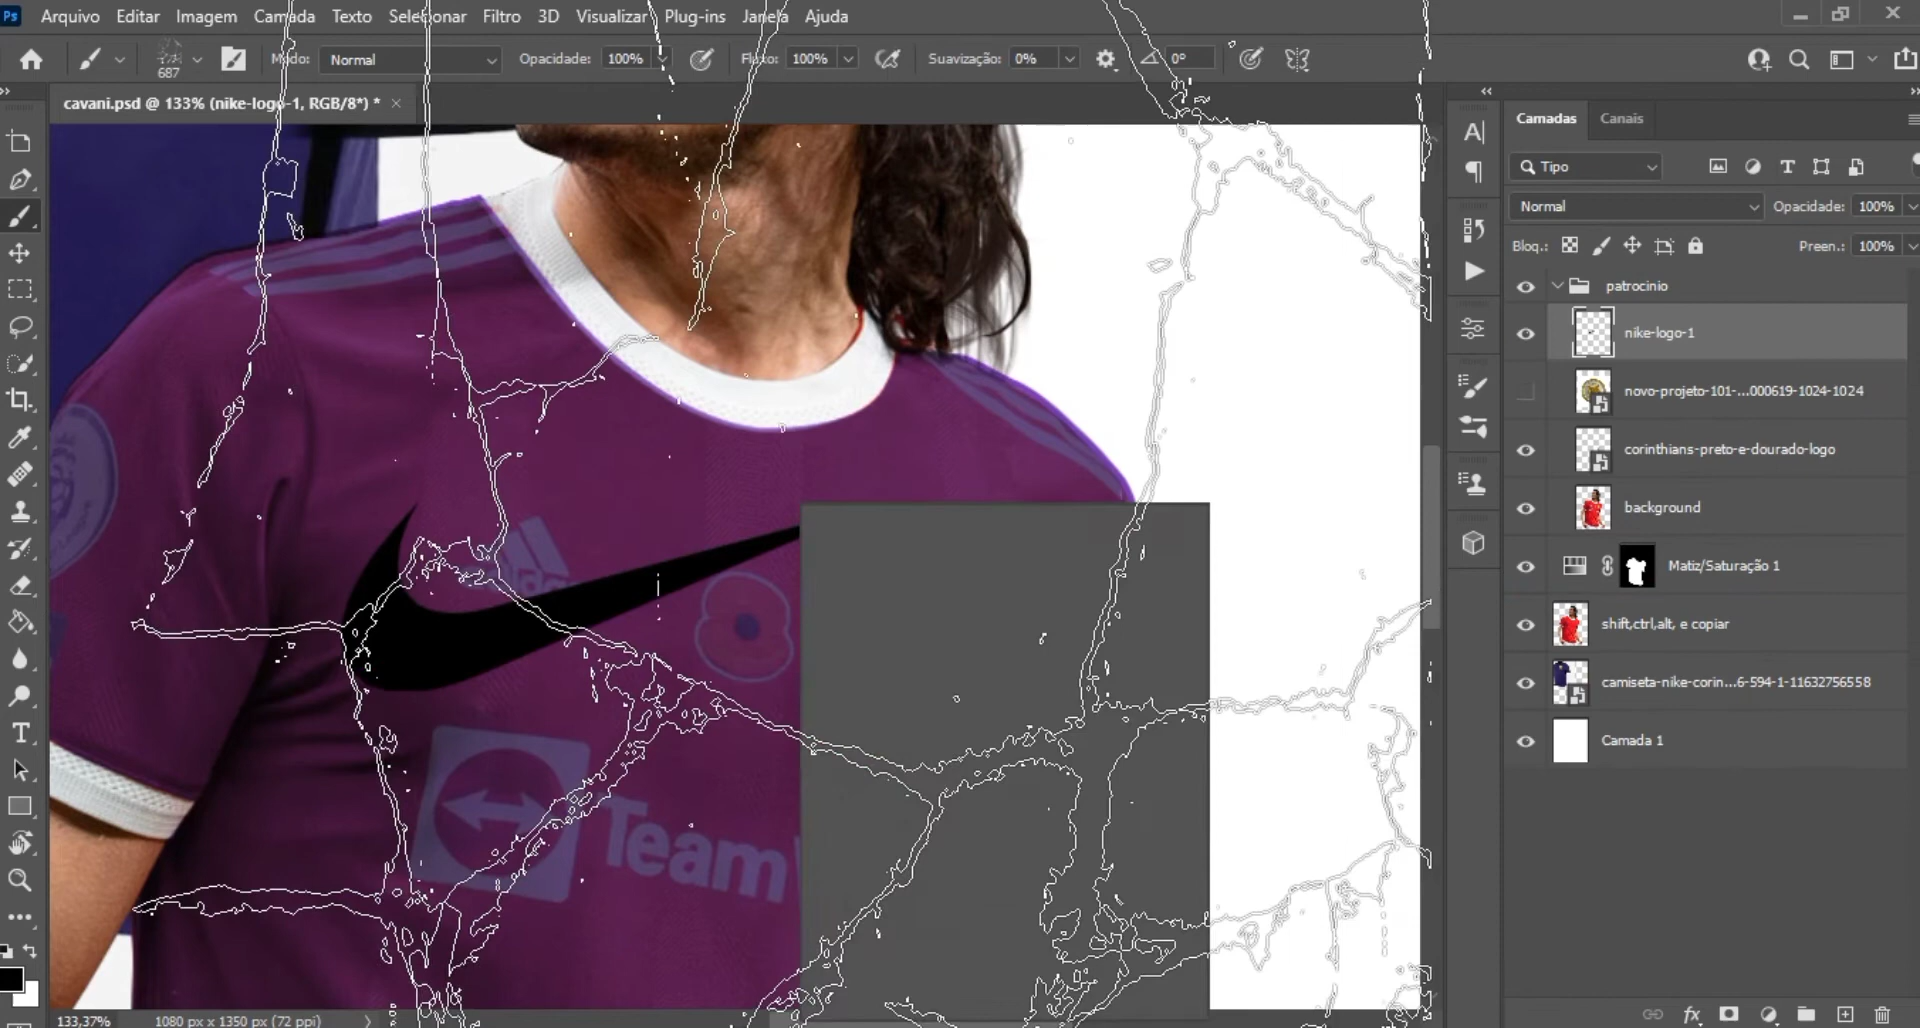 Ps Arquivo Editar Imagem Camada Texto Selecionar Filtro 3D Visualizar Plug-ins Janela Ajuda
687 Modo: Normal Opacidade: 100% Fluxo: 100% Suavização: 0% 0°
cavani.psd @ 133% (nike-logo-1, RGB/8*) * ×
Camadas Canais
Tipo
Normal Opacidade: 100%
Bloq.: Preen.: 100%
patrocinio
nike-logo-1
novo-projeto-101-...000619-1024-1024
corinthians-preto-e-dourado-logo
background
Matiz/Saturação 1
shift,ctrl,alt, e copiar
camiseta-nike-corin...6-594-1-11632756558
Camada 1
Team
133,37% 1080 px x 1350 px (72 ppi)